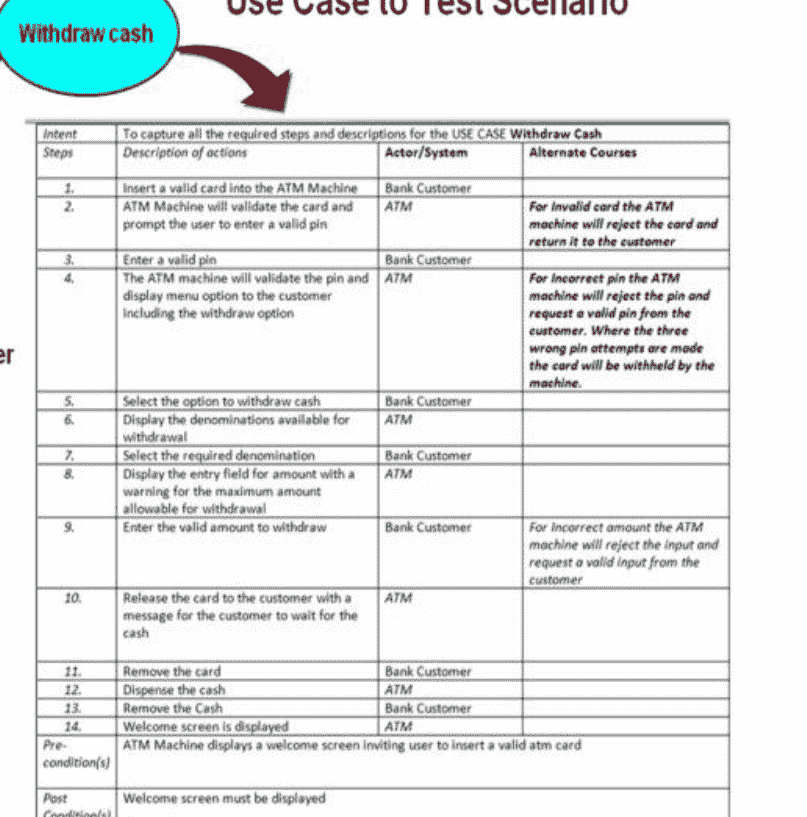 Use Case to Test Scenario
Withdraw cash
Intent To capture all the required steps and descriptions for the USE CASE Withdraw Cash
Steps Description of actions Actor/System Alternate Courses
1. Insert a valid card into the ATM Machine Bank Customer
2. ATM Machine will validate the card and ATM For Invalid card the ATM
prompt the user to enter a valid pin machine will reject the card and
return it to the customer
3. Enter a valid pin Bank Customer
4. The ATM machine will validate the pin and ATM For Incorrect pin the ATM
display menu option to the customer machine will reject the pin and
including the withdraw option request a valid pin from the
customer. Where the three
er
wrong pin attempts are made
the card will be withheld by the
machine.
5. Select the option to withdraw cash Bank Customer
6. Display the denominations available for ATM
withdrawal
7. Select the required denomination Bank Customer
8. Display the entry field for amount with a ATM
warning for the maximum amount
allowable for withdrawal
9. Enter the valid amount to withdraw Bank Customer For Incorrect amount the ATM
machine will reject the input and
request a valid input from the
customer
10. Release the card to the customer with a ATM
message for the customer to wait for the
cash
11. Remove the card Bank Customer
12. Dispense the cash ATM
13. Remove the Cash Bank Customer
14. Welcome screen is displayed ATM
Pre- ATM Machine displays a welcome screen inviting user to insert a valid atm card
condition(s)
Post Welcome screen must be displayed
Condition(s)